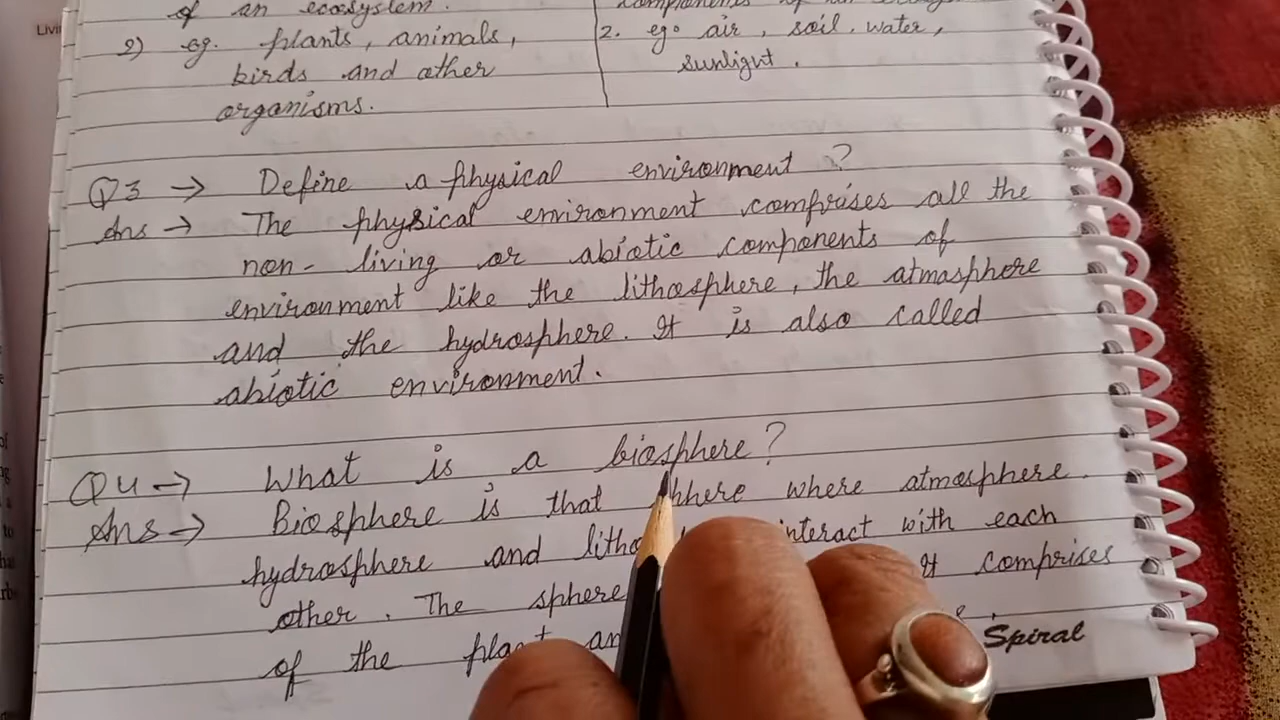 of an ecosystem.
2) eg. plants, animals,
birds and other
organisms.
2. eg. air, soil, water,
sunlight.
Q3 → Define a physical environment?
Ans → The physical environment comprises all the
non-living or abiotic components of
environment like the lithosphere, the atmosphere
and the hydrosphere. It is also called
abiotic environment.
Q4 → What is a biosphere?
Ans → Biosphere is that sphere where atmosphere.
hydrosphere and interact with each
other. The sphere It comprises
of the
Spiral